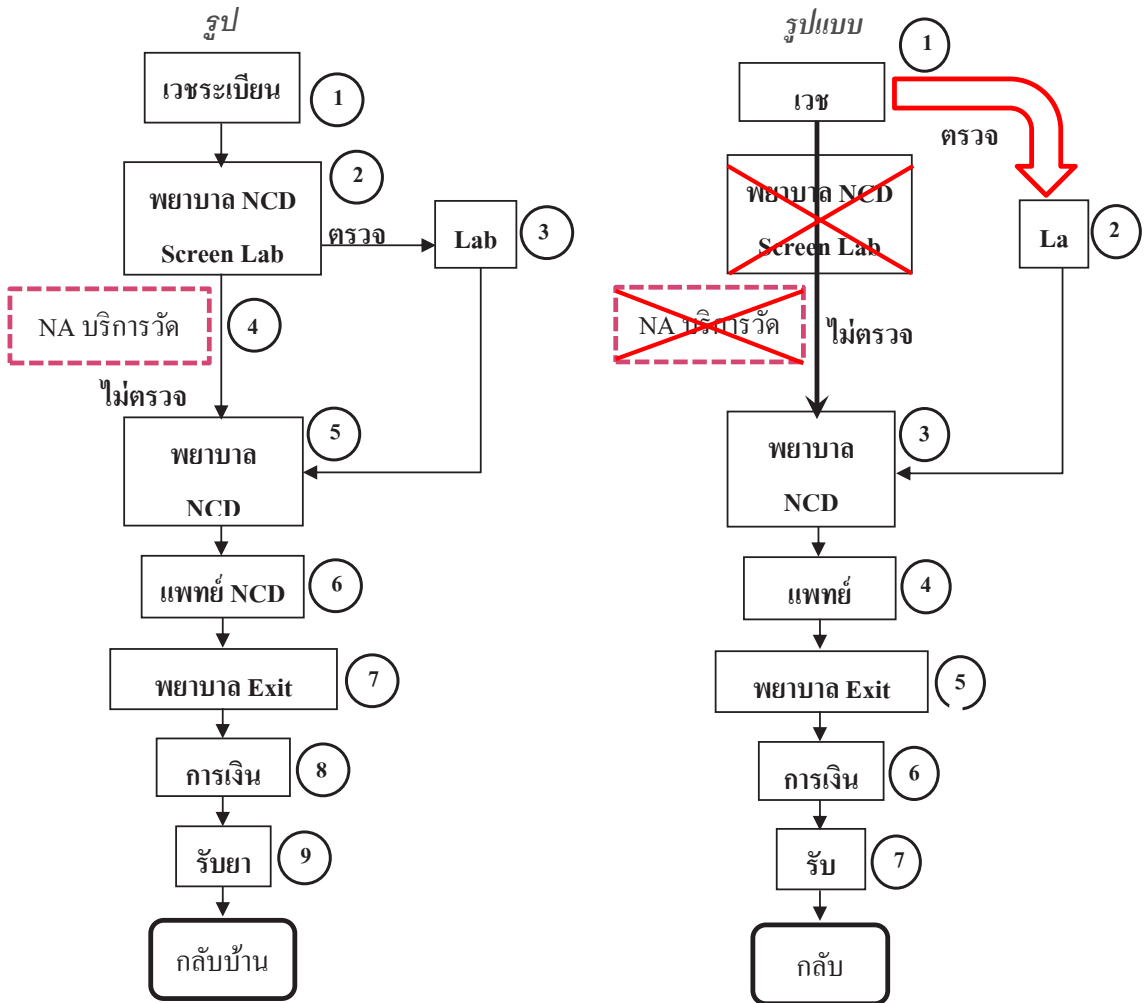 รูป
เวชระเบียน
1
พยาบาล NCD
Screen Lab
2
ตรวจ
Lab
3
NA บริการวัด
4
ไม่ตรวจ
พยาบาล
NCD
5
แพทย์ NCD
6
พยาบาล Exit
7
การเงิน
8
รับยา
9
กลับบ้าน
รูปแบบ
1
เวช
ตรวจ
พยาบาล NCD
Screen Lab
La
2
NA บริการวัด
ไม่ตรวจ
พยาบาล
NCD
3
แพทย์
4
พยาบาล Exit
5
การเงิน
6
รับ
7
กลับ